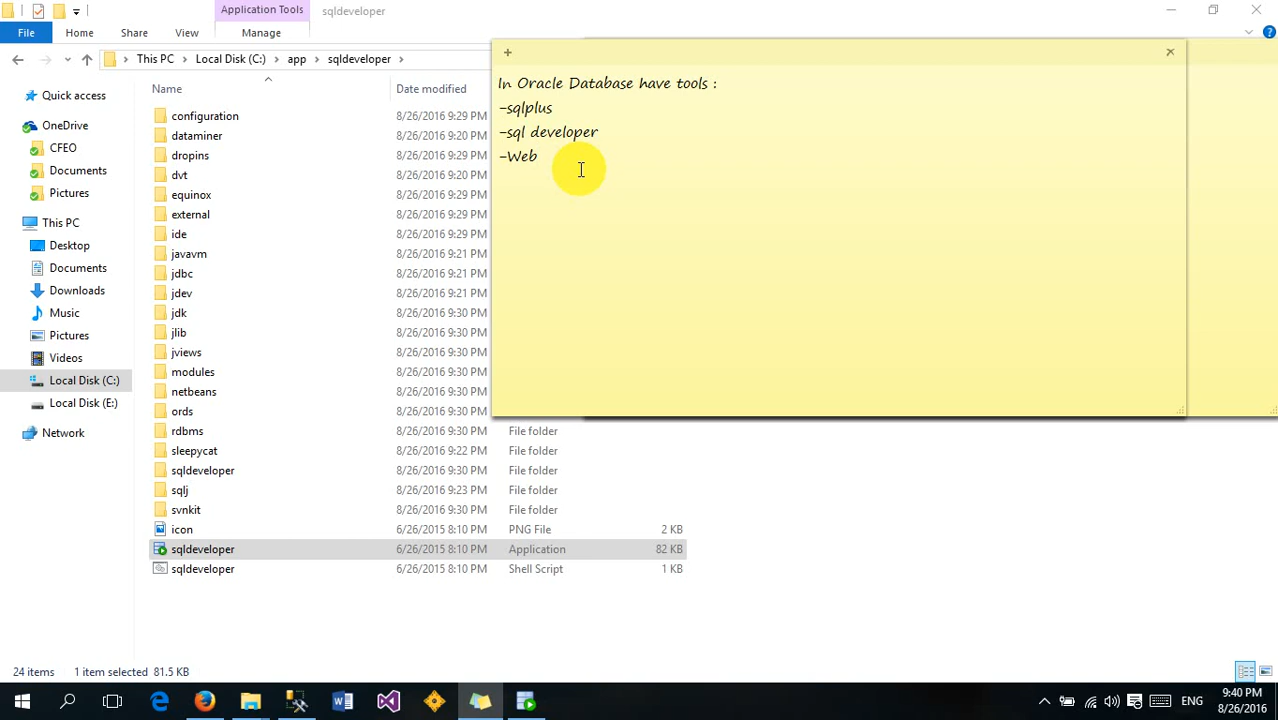 Application Tools
sqldeveloper
File
Home
Share
View
Manage
This PC
Local Disk (C:)
app
sqldeveloper
Quick access
OneDrive
CFEO
Documents
Pictures
This PC
Desktop
Documents
Downloads
Music
Pictures
Videos
Local Disk (C:)
Local Disk (E:)
Network
Name
Date modified
configuration 8/26/2016 9:29 PM
dataminer 8/26/2016 9:20 PM
dropins 8/26/2016 9:29 PM
dvt 8/26/2016 9:20 PM
equinox 8/26/2016 9:29 PM
external 8/26/2016 9:29 PM
ide 8/26/2016 9:29 PM
javavm 8/26/2016 9:21 PM
jdbc 8/26/2016 9:21 PM
jdev 8/26/2016 9:21 PM
jdk 8/26/2016 9:30 PM
jlib 8/26/2016 9:30 PM
jviews 8/26/2016 9:30 PM
modules 8/26/2016 9:30 PM
netbeans 8/26/2016 9:30 PM
ords 8/26/2016 9:30 PM
rdbms 8/26/2016 9:30 PM File folder
sleepycat 8/26/2016 9:22 PM File folder
sqldeveloper 8/26/2016 9:30 PM File folder
sqlj 8/26/2016 9:23 PM File folder
svnkit 8/26/2016 9:30 PM File folder
icon 6/26/2015 8:10 PM PNG File 2 KB
sqldeveloper 6/26/2015 8:10 PM Application 82 KB
sqldeveloper 6/26/2015 8:10 PM Shell Script 1 KB
In Oracle Database have tools :
-sqlplus
-sql developer
-Web
24 items 1 item selected 81.5 KB
ENG
9:40 PM
8/26/2016